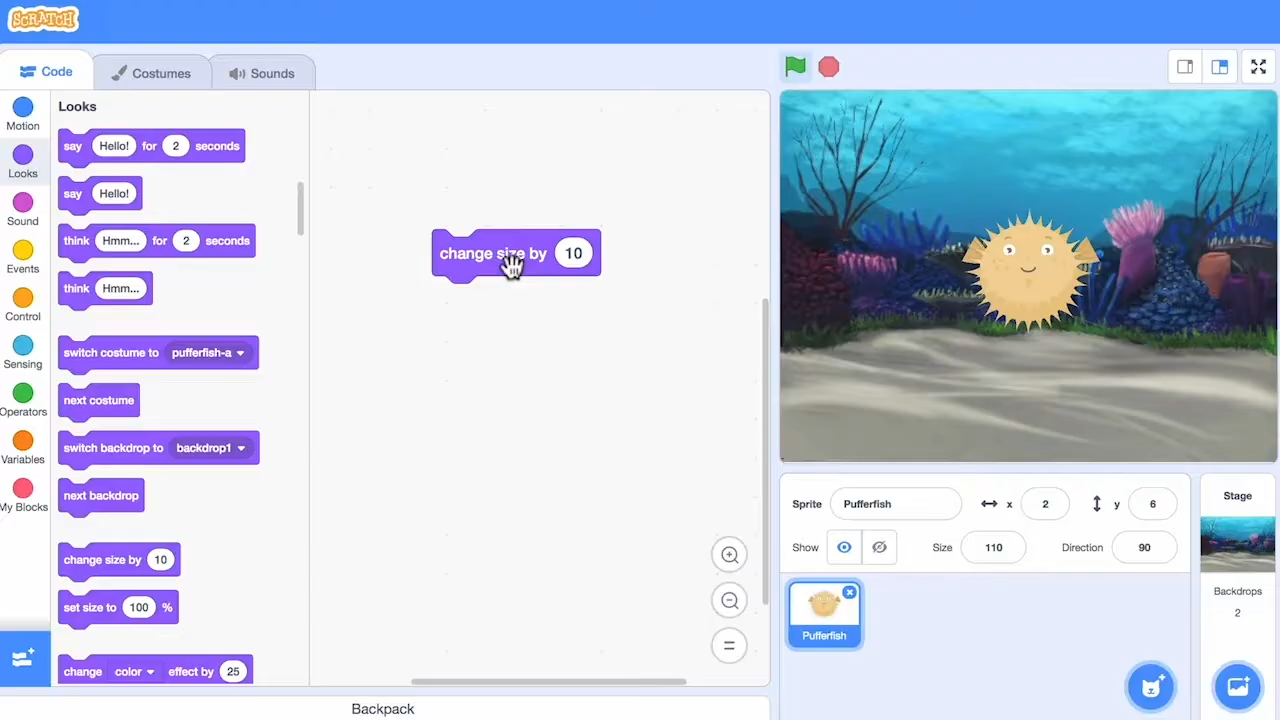 SCRATCH
Code
Costumes
Sounds
Motion
Looks
Sound
Events
Control
Sensing
Operators
Variables
My Blocks
Looks
say Hello! for 2 seconds
say Hello!
think Hmm... for 2 seconds
think Hmm...
switch costume to pufferfish-a
next costume
switch backdrop to backdrop1
next backdrop
change size by 10
set size to 100 %
change color effect by 25
change size by 10
Backpack
Sprite Pufferfish x 2 y 6
Show Size 110 Direction 90
Pufferfish
Stage
Backdrops
2